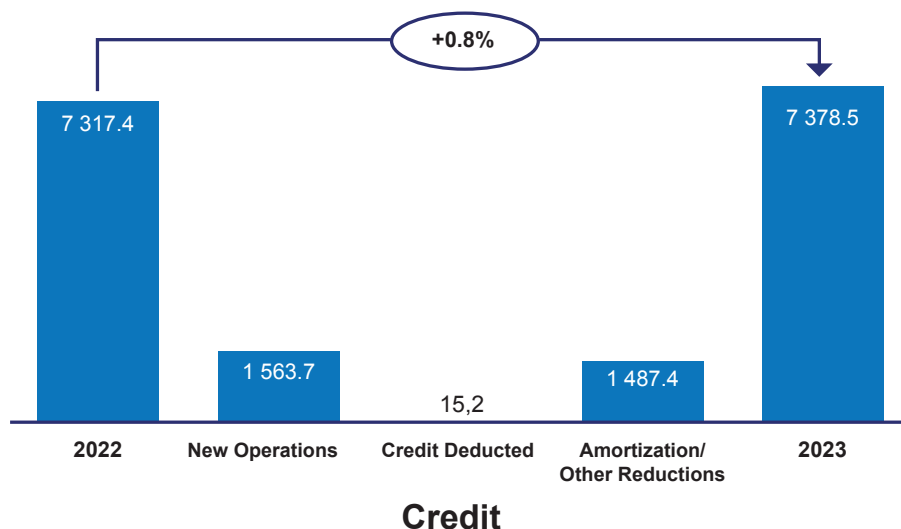 +0.8%
7 317.4
7 378.5
1 563.7
1 487.4
15,2
2022
New Operations
Credit Deducted
Amortization/
Other Reductions
2023
Credit